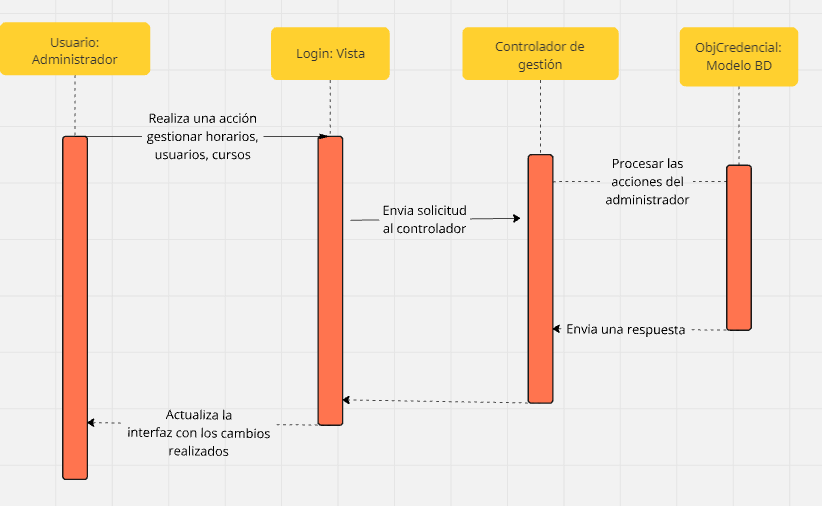 Usuario:
Administrador
Login: Vista
Controlador de
gestión
ObjCredencial:
Modelo BD
Realiza una acción
gestionar horarios,
usuarios, cursos
Procesar las
acciones del
administrador
Envia solicitud
al controlador
Envia una respuesta
Actualiza la
interfaz con los cambios
realizados